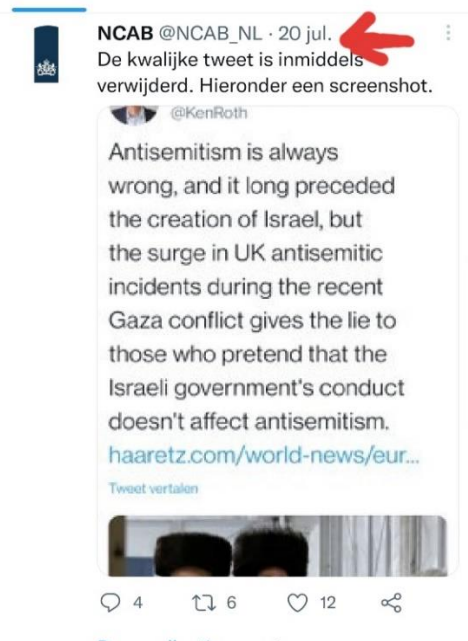 NCAB @NCAB_NL · 20 jul.
De kwalijke tweet is inmiddels
verwijderd. Hieronder een screenshot.
@KenRoth
Antisemitism is always
wrong, and it long preceded
the creation of Israel, but
the surge in UK antisemitic
incidents during the recent
Gaza conflict gives the lie to
those who pretend that the
Israeli government's conduct
doesn't affect antisemitism.
haaretz.com/world-news/eur...
Tweet vertalen
4 6 12